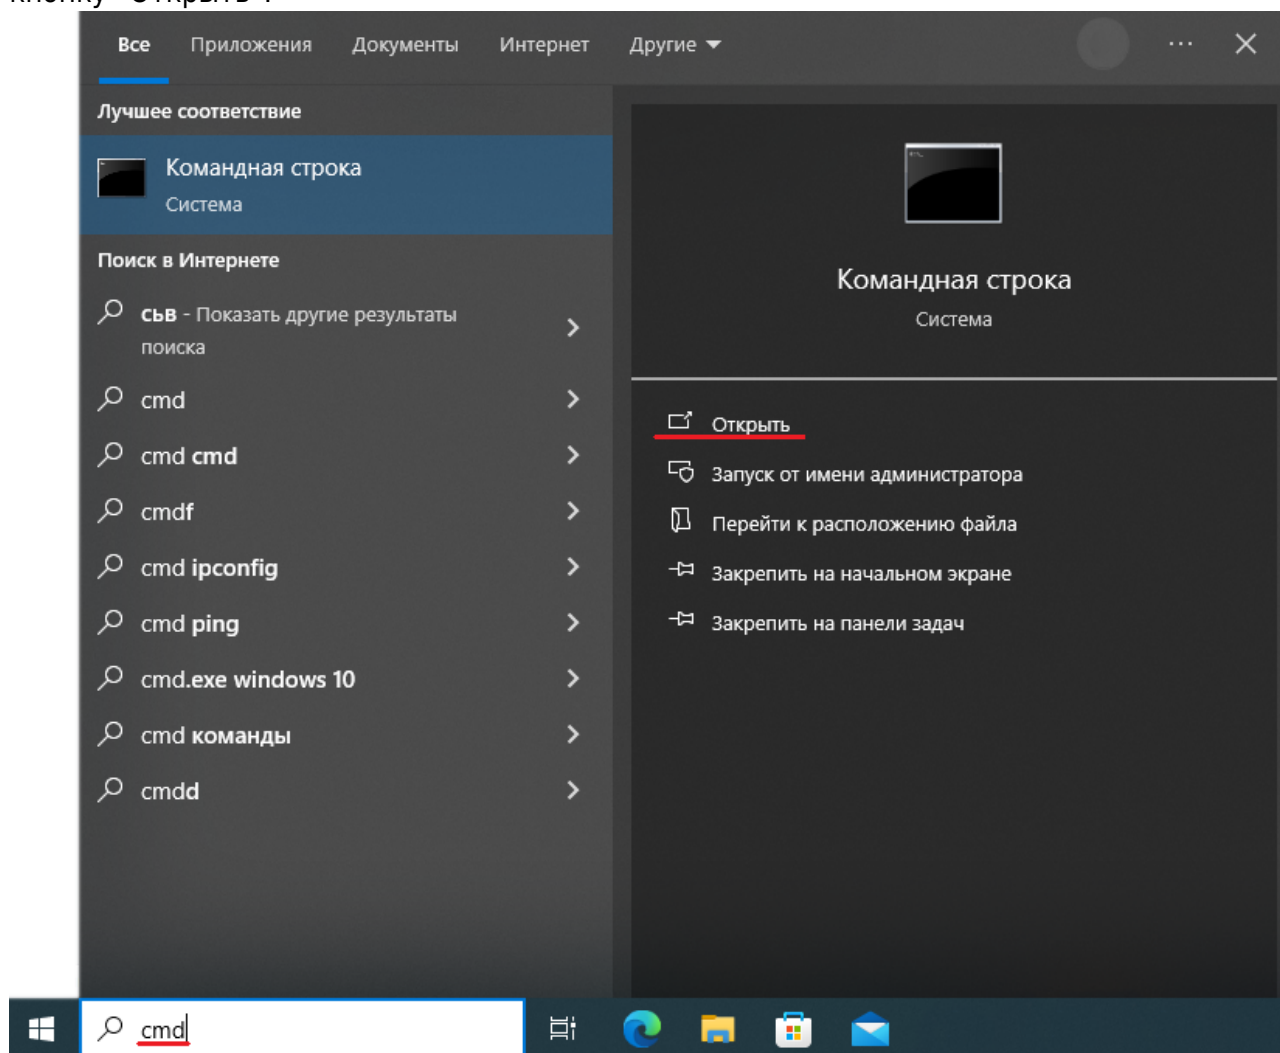 кнопку "Открыть".
Все Приложения Документы Интернет Другие
Лучшее соответствие
Командная строка
Система
Поиск в Интернете
сьв - Показать другие результаты
поиска
cmd
cmd cmd
cmdf
cmd ipconfig
cmd ping
cmd.exe windows 10
cmd команды
cmdd
Командная строка
Система
Открыть
Запуск от имени администратора
Перейти к расположению файла
Закрепить на начальном экране
Закрепить на панели задач
cmd